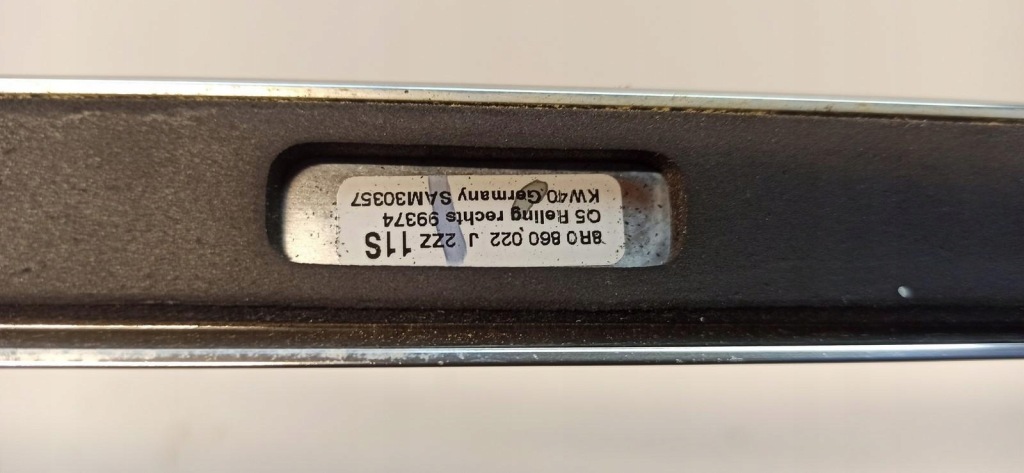 8R0 860 022 J 2ZZ 11S
Q5 Reling rechts 99374
KW40 Germany SAM30357